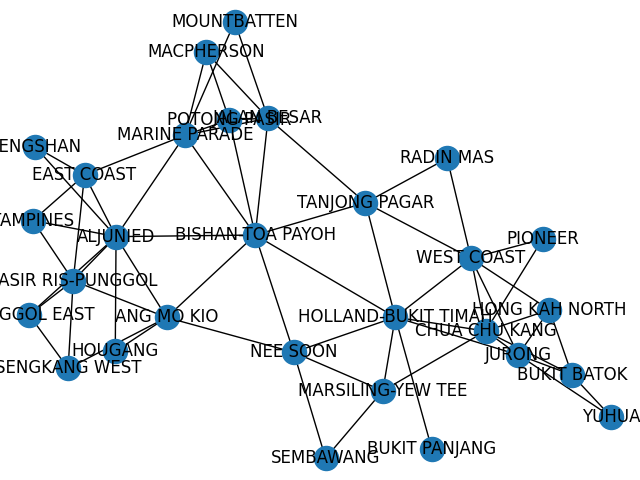 MOUNTBATTEN
MACPHERSON
POTONG PASIR
JALAN BESAR
MARINE PARADE
ENGSHAN
RADIN MAS
EAST COAST
TANJONG PAGAR
TAMPINES
ALJUNIED
BISHAN-TOA PAYOH
PIONEER
WEST COAST
ASIR RIS-PUNGGOL
HONG KAH NORTH
GGOL EAST
ANG MO KIO
HOLLAND-BUKIT TIMAH
CHUA CHU KANG
HOUGANG
NEE SOON
JURONG
SENGKANG WEST
BUKIT BATOK
MARSILING-YEW TEE
YUHUA
BUKIT PANJANG
SEMBAWANG